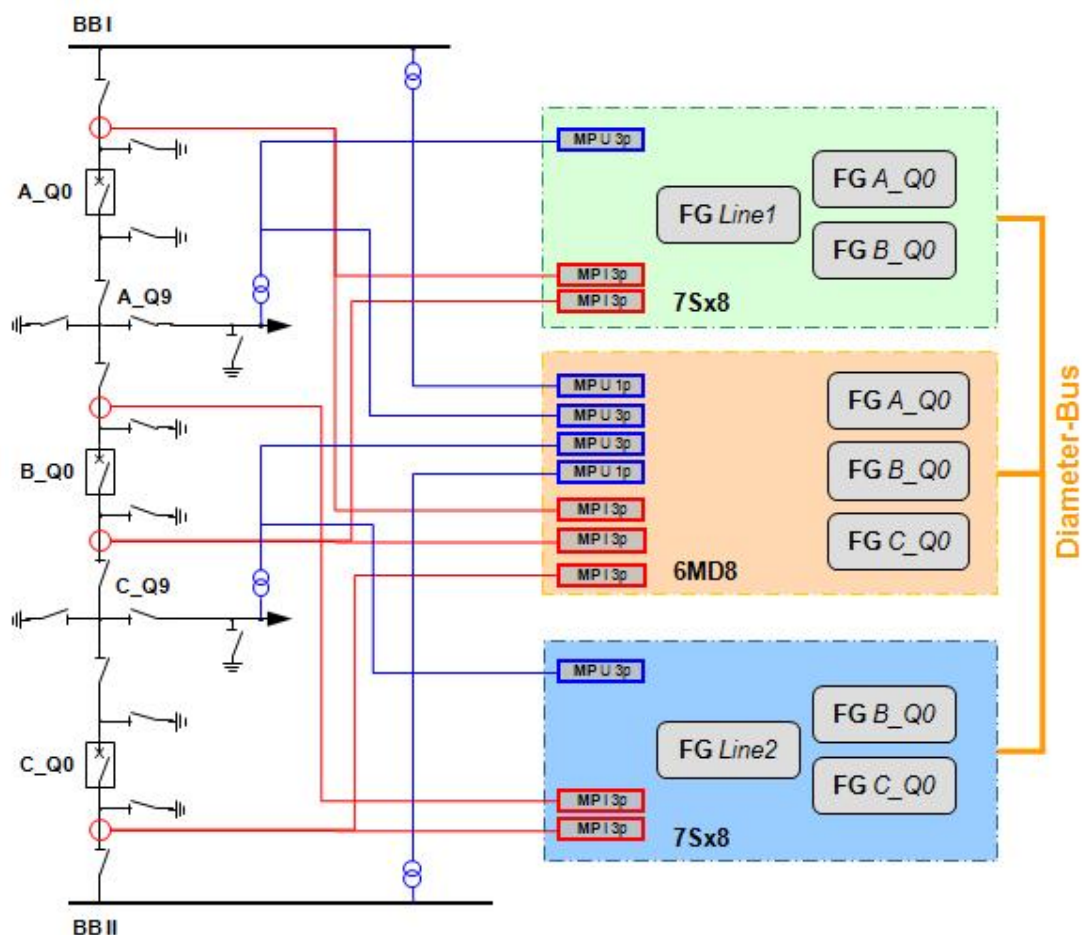 BB I
A_Q0
A_Q9
B_Q0
C_Q9
C_Q0
BB II
MP U 3p
FG Line1
FG A_Q0
FG B_Q0
MP I 3p
MP I 3p
7Sx8
MP U 1p
MP U 3p
MP U 3p
MP U 1p
MP I 3p
MP I 3p
MP I 3p
FG A_Q0
FG B_Q0
FG C_Q0
6MD8
MP U 3p
FG Line2
FG B_Q0
FG C_Q0
MP I 3p
MP I 3p
7Sx8
Diameter-Bus